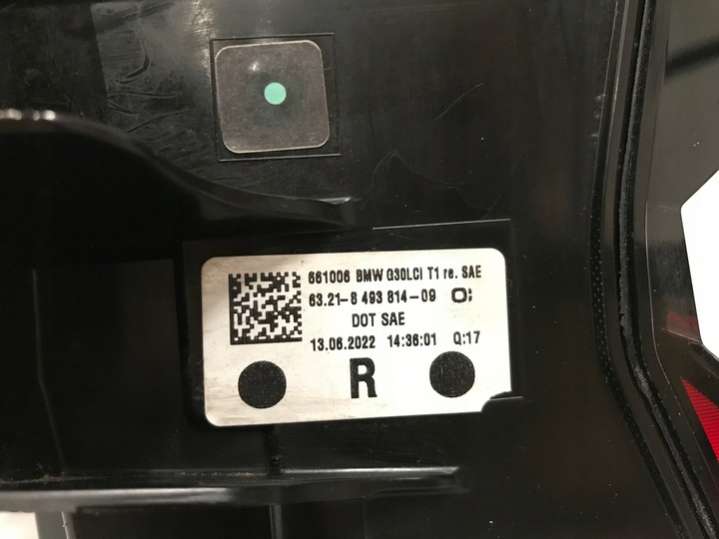 661006 BMW G30LCI T1 re. SAE
63.21-8 493 814-09
DOT SAE
13.06.2022 14:36:01 Q:17
R